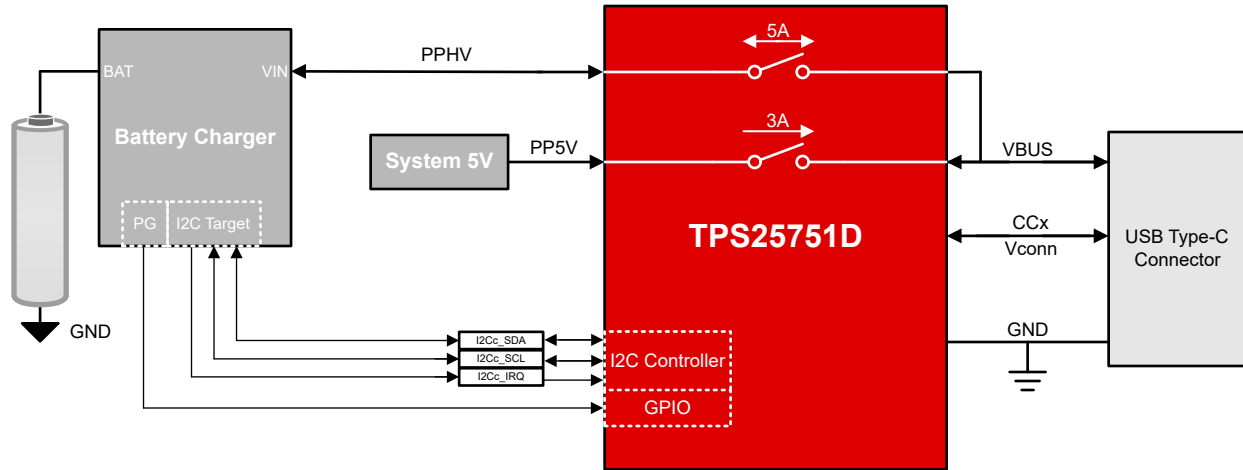 BAT
VIN
Battery Charger
PG
I2C Target
GND
PPHV
System 5V
PP5V
5A
3A
TPS25751D
I2Cc_SDA
I2Cc_SCL
I2Cc_IRQ
I2C Controller
GPIO
VBUS
CCx
Vconn
GND
USB Type-C
Connector